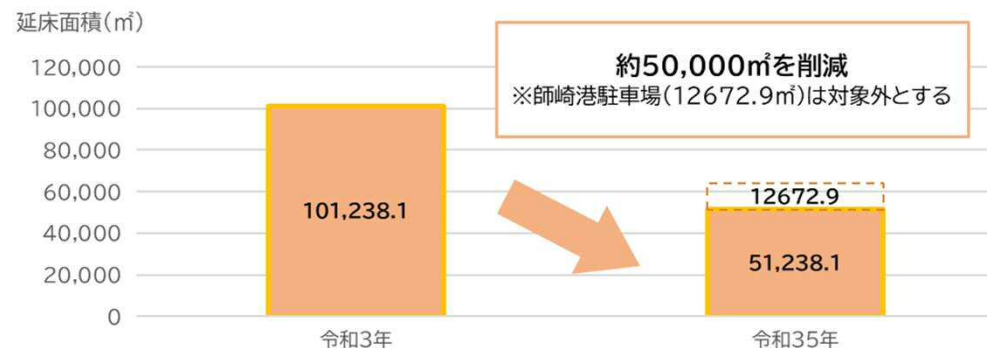 延床面積(㎡)
約50,000㎡を削減
※師崎港駐車場(12672.9㎡)は対象外とする
120,000
100,000
80,000
60,000
40,000
20,000
0
101,238.1
12672.9
51,238.1
令和3年
令和35年